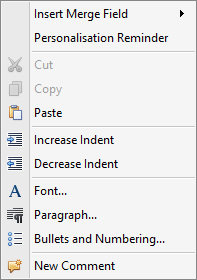 Insert Merge Field
Personalisation Reminder
Cut
Copy
Paste
Increase Indent
Decrease Indent
Font...
Paragraph...
Bullets and Numbering...
New Comment